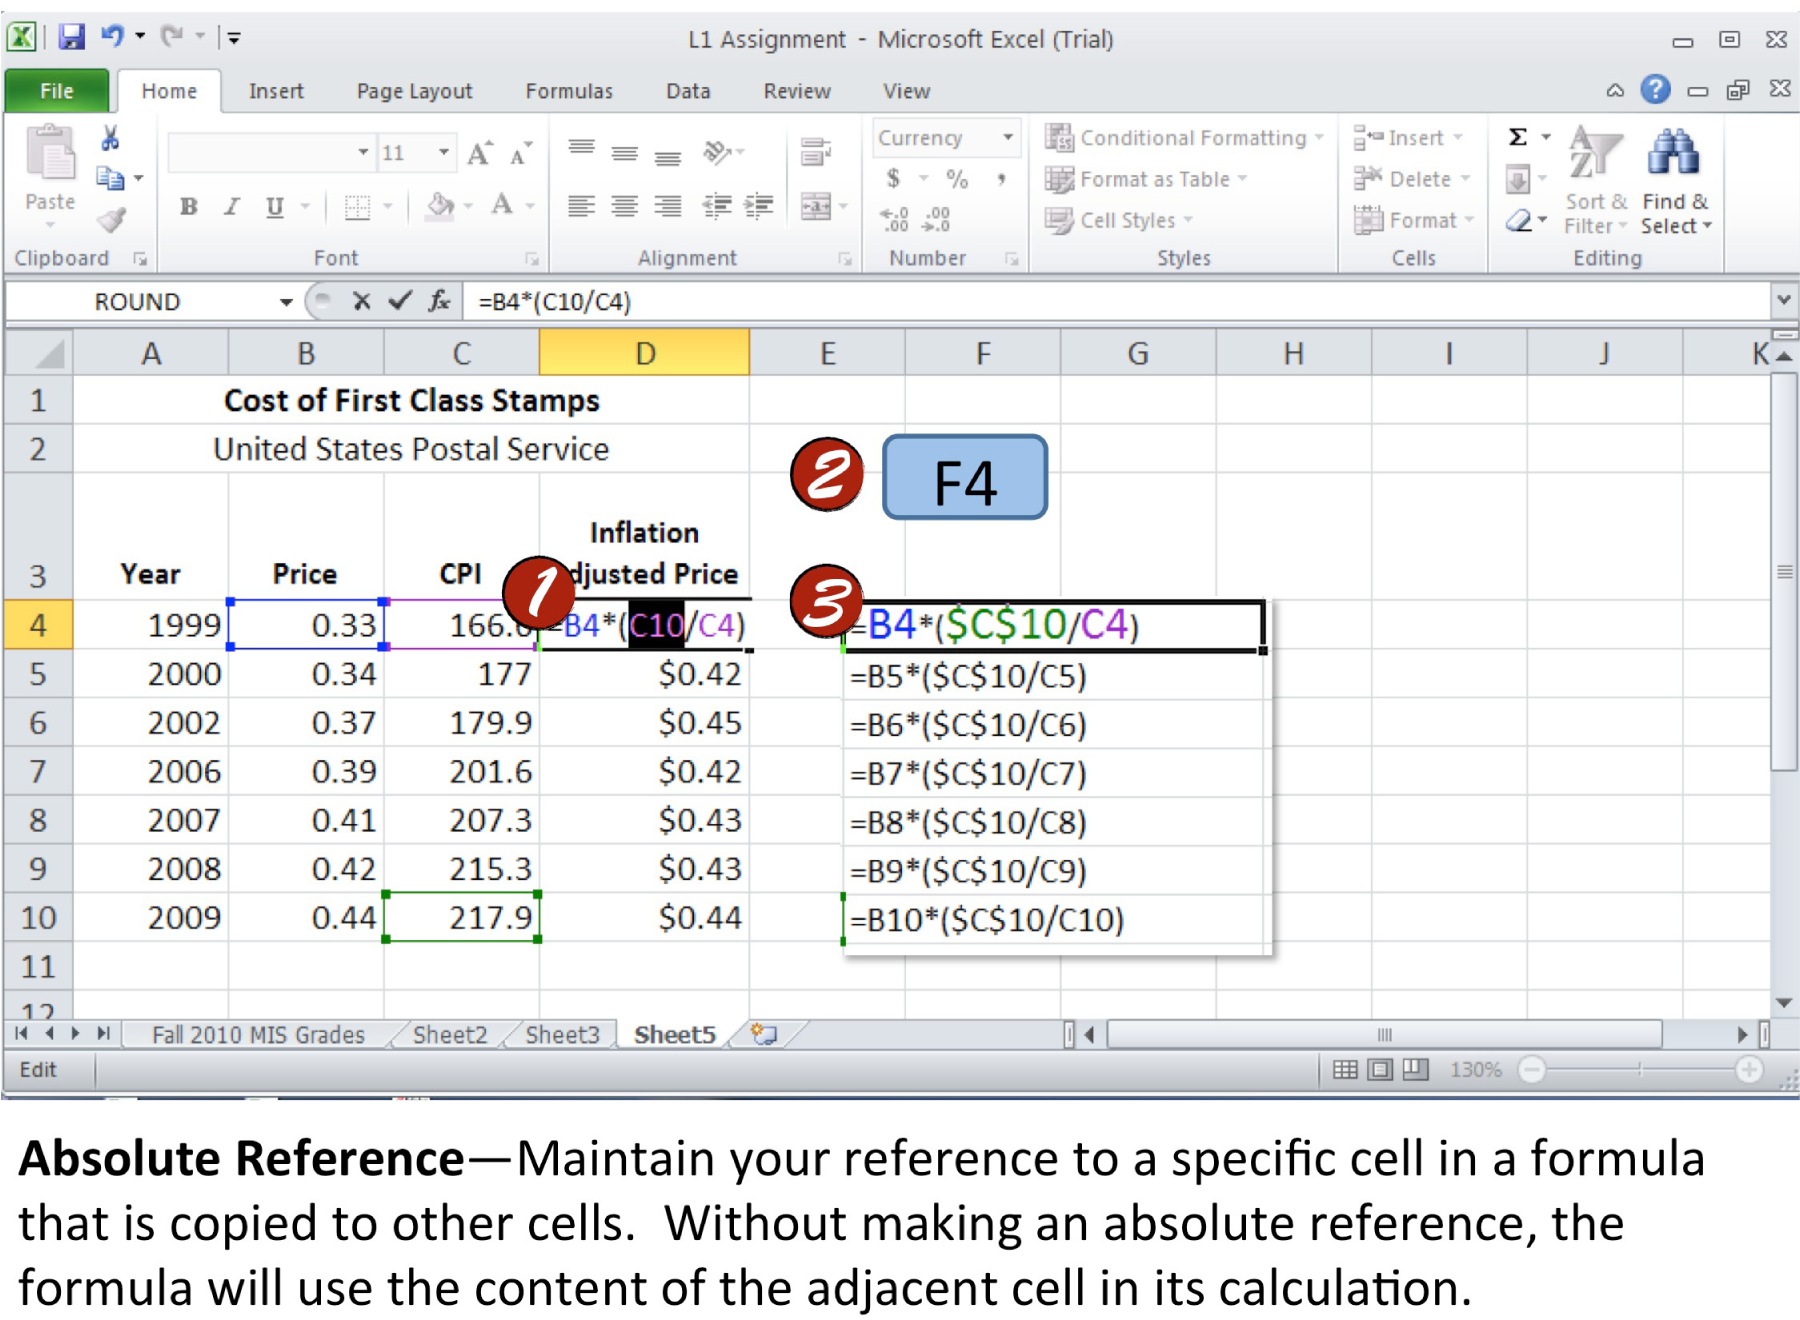 L1 Assignment - Microsoft Excel (Trial)
File Home Insert Page Layout Formulas Data Review View
Paste
Clipboard
11
B I U
Font
Alignment
Currency
$ % ,
Number
Conditional Formatting
Format as Table
Cell Styles
Styles
Insert
Delete
Format
Cells
Σ
Sort & Filter
Find & Select
Editing
ROUND fx =B4*(C10/C4)
A B C D E F G H I J K
1 Cost of First Class Stamps
2 United States Postal Service
2 F4
Inflation
3 Year Price CPI djusted Price
1 3
4 1999 0.33 166.6 =B4*(C10/C4) =B4*($C$10/C4)
5 2000 0.34 177 $0.42 =B5*($C$10/C5)
6 2002 0.37 179.9 $0.45 =B6*($C$10/C6)
7 2006 0.39 201.6 $0.42 =B7*($C$10/C7)
8 2007 0.41 207.3 $0.43 =B8*($C$10/C8)
9 2008 0.42 215.3 $0.43 =B9*($C$10/C9)
10 2009 0.44 217.9 $0.44 =B10*($C$10/C10)
11
12
Fall 2010 MIS Grades Sheet2 Sheet3 Sheet5
Edit 130%
Absolute Reference—Maintain your reference to a specific cell in a formula
that is copied to other cells.  Without making an absolute reference, the
formula will use the content of the adjacent cell in its calculation.